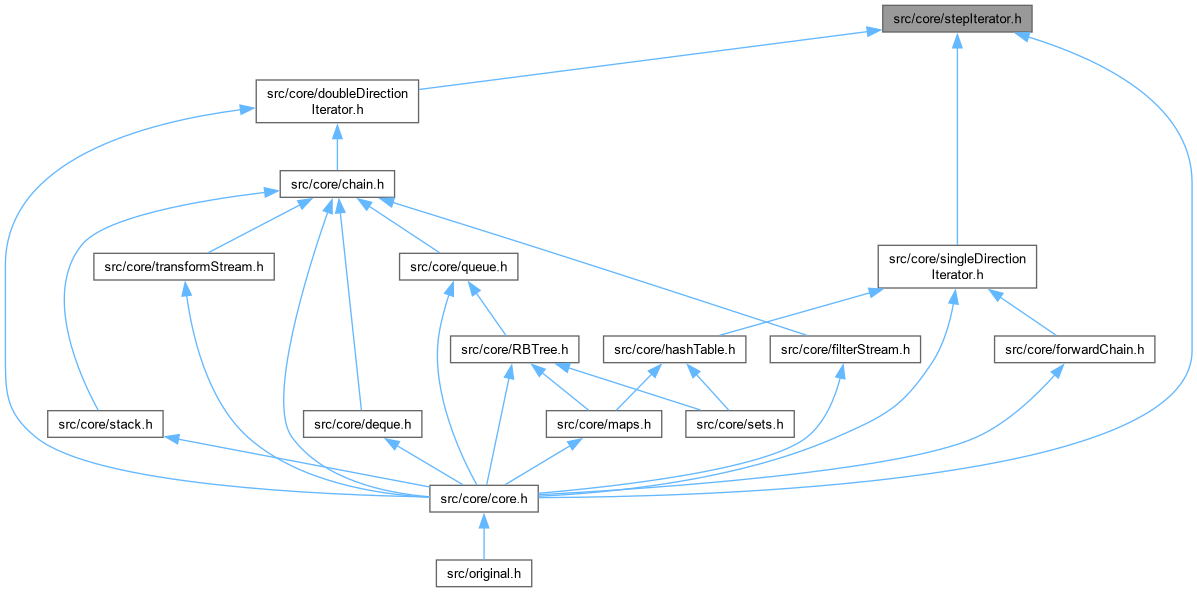 src/core/stepIterator.h
src/core/doubleDirection
Iterator.h
src/core/chain.h
src/core/transformStream.h
src/core/queue.h
src/core/singleDirection
Iterator.h
src/core/RBTree.h
src/core/hashTable.h
src/core/filterStream.h
src/core/forwardChain.h
src/core/stack.h
src/core/deque.h
src/core/maps.h
src/core/sets.h
src/core/core.h
src/original.h